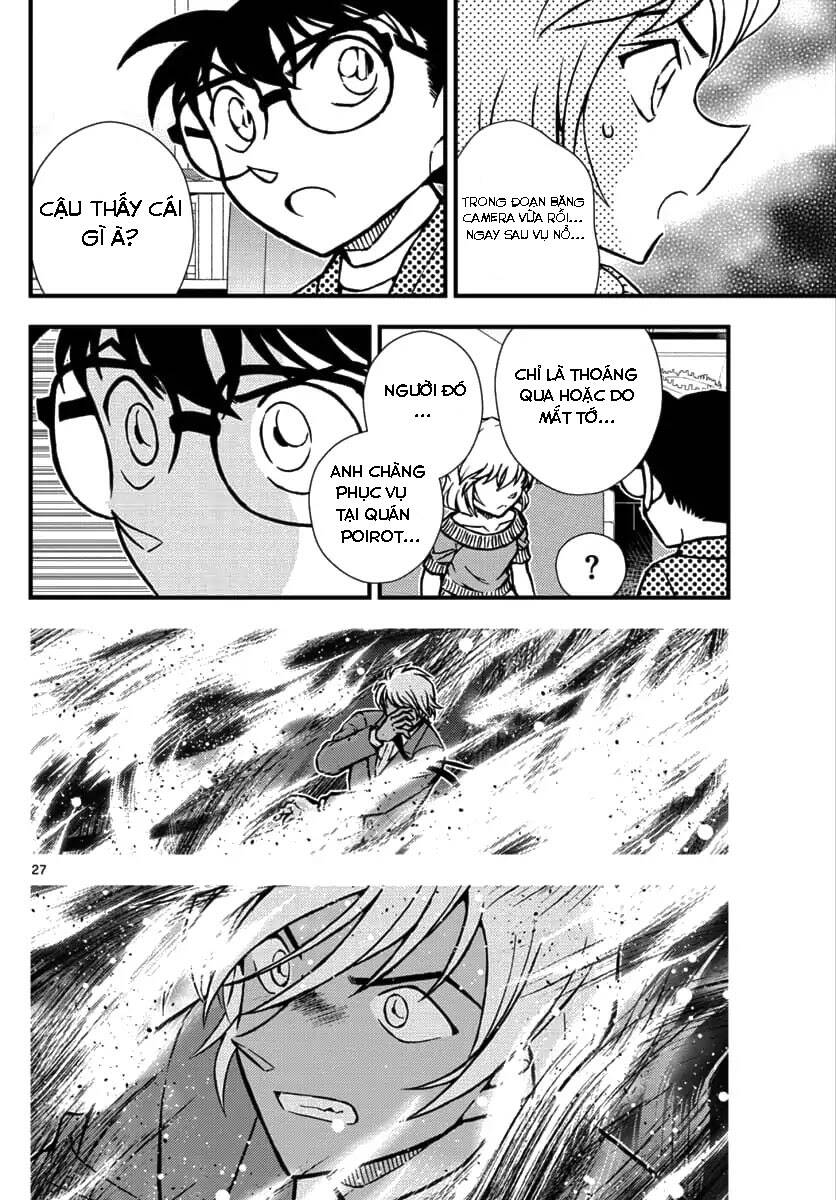 TRONG ĐOẠN BĂNG
CAMERA VỪA RỒI...
NGAY SAU VỤ NỔ...
CẬU THẤY CÁI
GÌ Ã?
CHỈ LÀ THOÁNG
QUA HOẶC DO
MẮT TỚ...
?
NGƯỜI ĐÓ
...
ANH CHÀNG
PHỤC VỤ
TẠI QUÁN
POIROT...
27